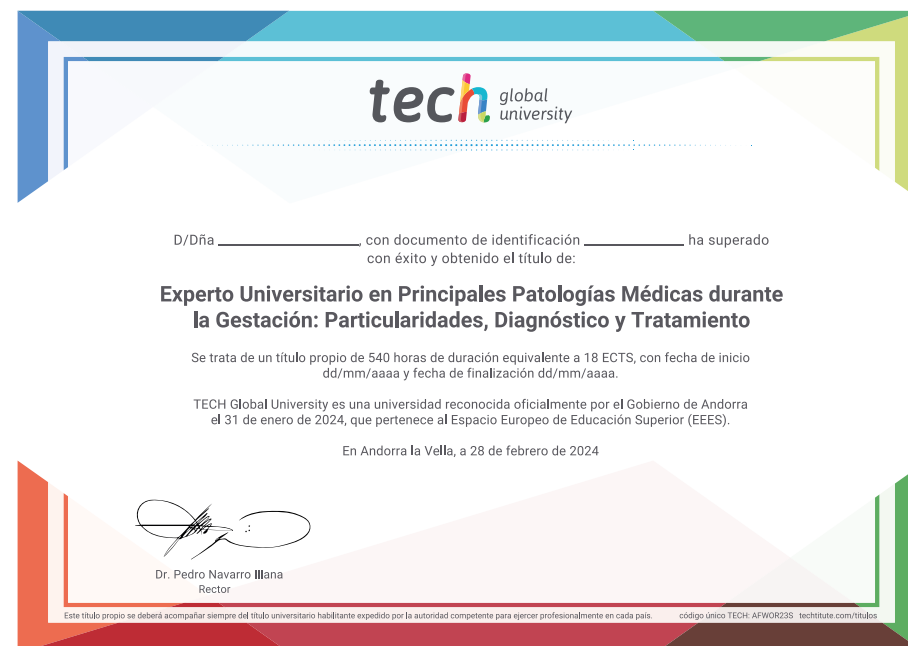 tech global university
D/Dña ____________________, con documento de identificación ______________ ha superado
con éxito y obtenido el título de:
Experto Universitario en Principales Patologías Médicas durante
la Gestación: Particularidades, Diagnóstico y Tratamiento
Se trata de un título propio de 540 horas de duración equivalente a 18 ECTS, con fecha de inicio
dd/mm/aaaa y fecha de finalización dd/mm/aaaa.
TECH Global University es una universidad reconocida oficialmente por el Gobierno de Andorra
el 31 de enero de 2024, que pertenece al Espacio Europeo de Educación Superior (EEES).
En Andorra la Vella, a 28 de febrero de 2024
Dr. Pedro Navarro Illana
Rector
Este título propio se deberá acompañar siempre del título universitario habilitante expedido por la autoridad competente para ejercer profesionalmente en cada país. código único TECH: AFWOR23S techtitute.com/titulos